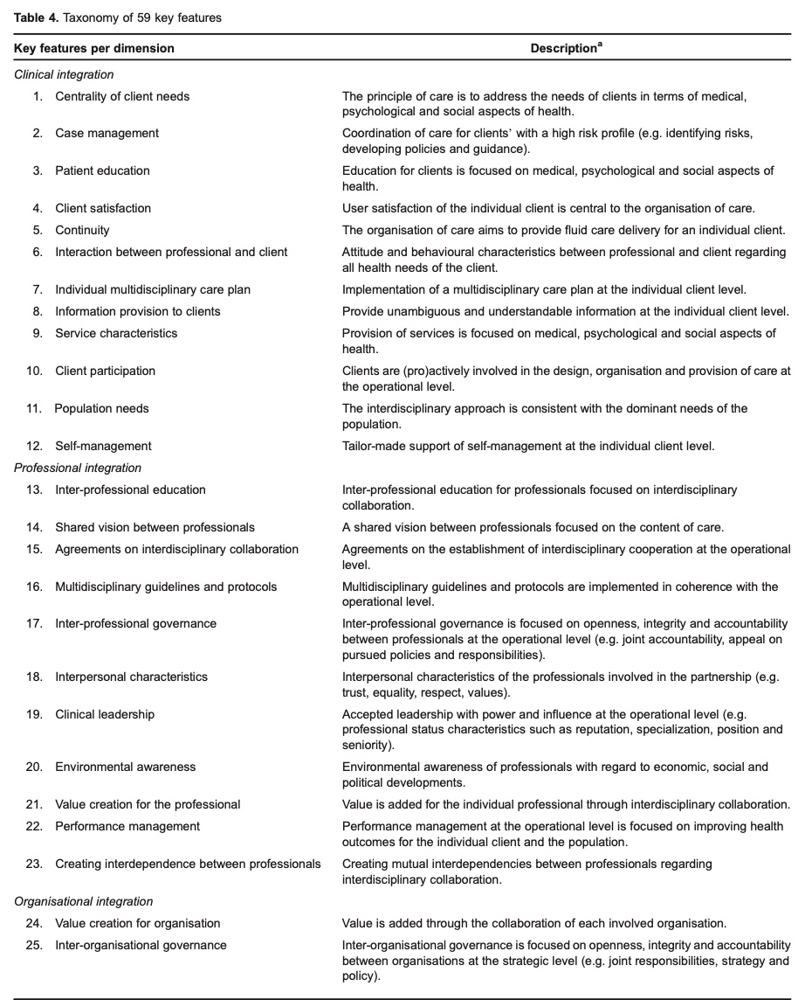 Table 4. Taxonomy of 59 key features
Key features per dimension Descriptionᵃ
Clinical integration
1. Centrality of client needs The principle of care is to address the needs of clients in terms of medical,
psychological and social aspects of health.
2. Case management Coordination of care for clients' with a high risk profile (e.g. identifying risks,
developing policies and guidance).
3. Patient education Education for clients is focused on medical, psychological and social aspects of
health.
4. Client satisfaction User satisfaction of the individual client is central to the organisation of care.
5. Continuity The organisation of care aims to provide fluid care delivery for an individual client.
6. Interaction between professional and client Attitude and behavioural characteristics between professional and client regarding
all health needs of the client.
7. Individual multidisciplinary care plan Implementation of a multidisciplinary care plan at the individual client level.
8. Information provision to clients Provide unambiguous and understandable information at the individual client level.
9. Service characteristics Provision of services is focused on medical, psychological and social aspects of
health.
10. Client participation Clients are (pro)actively involved in the design, organisation and provision of care at
the operational level.
11. Population needs The interdisciplinary approach is consistent with the dominant needs of the
population.
12. Self-management Tailor-made support of self-management at the individual client level.
Professional integration
13. Inter-professional education Inter-professional education for professionals focused on interdisciplinary
collaboration.
14. Shared vision between professionals A shared vision between professionals focused on the content of care.
15. Agreements on interdisciplinary collaboration Agreements on the establishment of interdisciplinary cooperation at the operational
level.
16. Multidisciplinary guidelines and protocols Multidisciplinary guidelines and protocols are implemented in coherence with the
operational level.
17. Inter-professional governance Inter-professional governance is focused on openness, integrity and accountability
between professionals at the operational level (e.g. joint accountability, appeal on
pursued policies and responsibilities).
18. Interpersonal characteristics Interpersonal characteristics of the professionals involved in the partnership (e.g.
trust, equality, respect, values).
19. Clinical leadership Accepted leadership with power and influence at the operational level (e.g.
professional status characteristics such as reputation, specialization, position and
seniority).
20. Environmental awareness Environmental awareness of professionals with regard to economic, social and
political developments.
21. Value creation for the professional Value is added for the individual professional through interdisciplinary collaboration.
22. Performance management Performance management at the operational level is focused on improving health
outcomes for the individual client and the population.
23. Creating interdependence between professionals Creating mutual interdependencies between professionals regarding
interdisciplinary collaboration.
Organisational integration
24. Value creation for organisation Value is added through the collaboration of each involved organisation.
25. Inter-organisational governance Inter-organisational governance is focused on openness, integrity and accountability
between organisations at the strategic level (e.g. joint responsibilities, strategy and
policy).